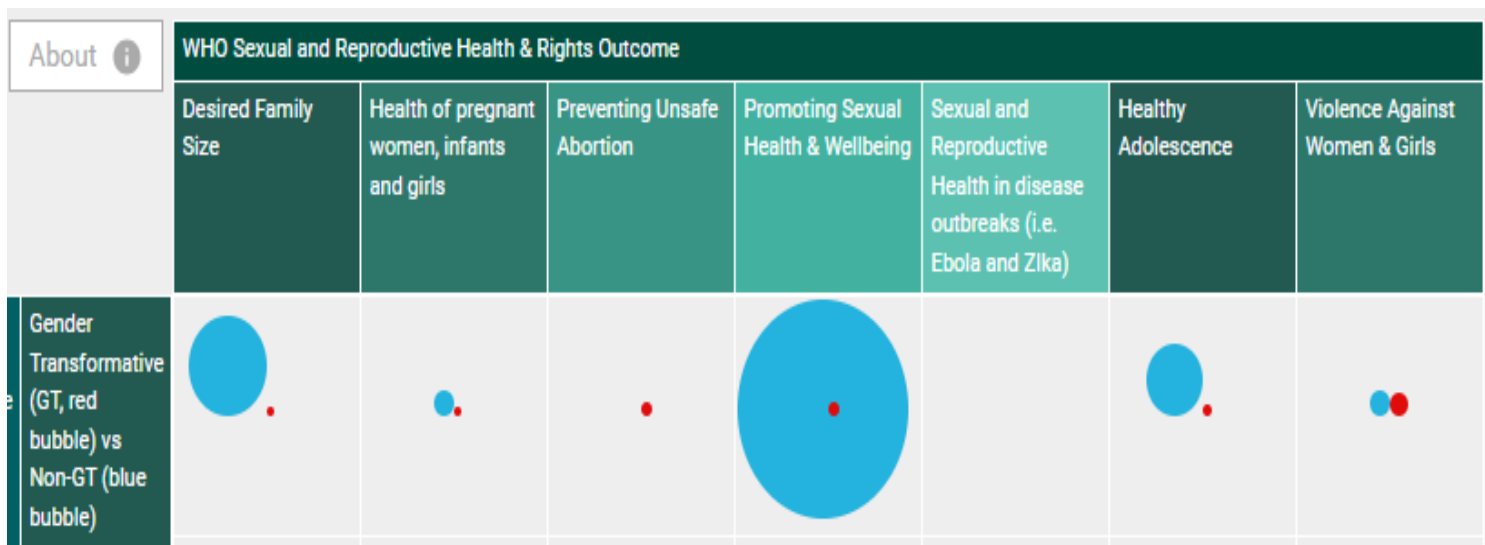 About
WHO Sexual and Reproductive Health & Rights Outcome
Desired Family
Size
Health of pregnant
women, infants
and girls
Preventing Unsafe
Abortion
Promoting Sexual
Health & Wellbeing
Sexual and
Reproductive
Health in disease
outbreaks (i.e.
Ebola and ZIka)
Healthy
Adolescence
Violence Against
Women & Girls
Gender
Transformative
(GT, red
bubble) vs
Non-GT (blue
bubble)